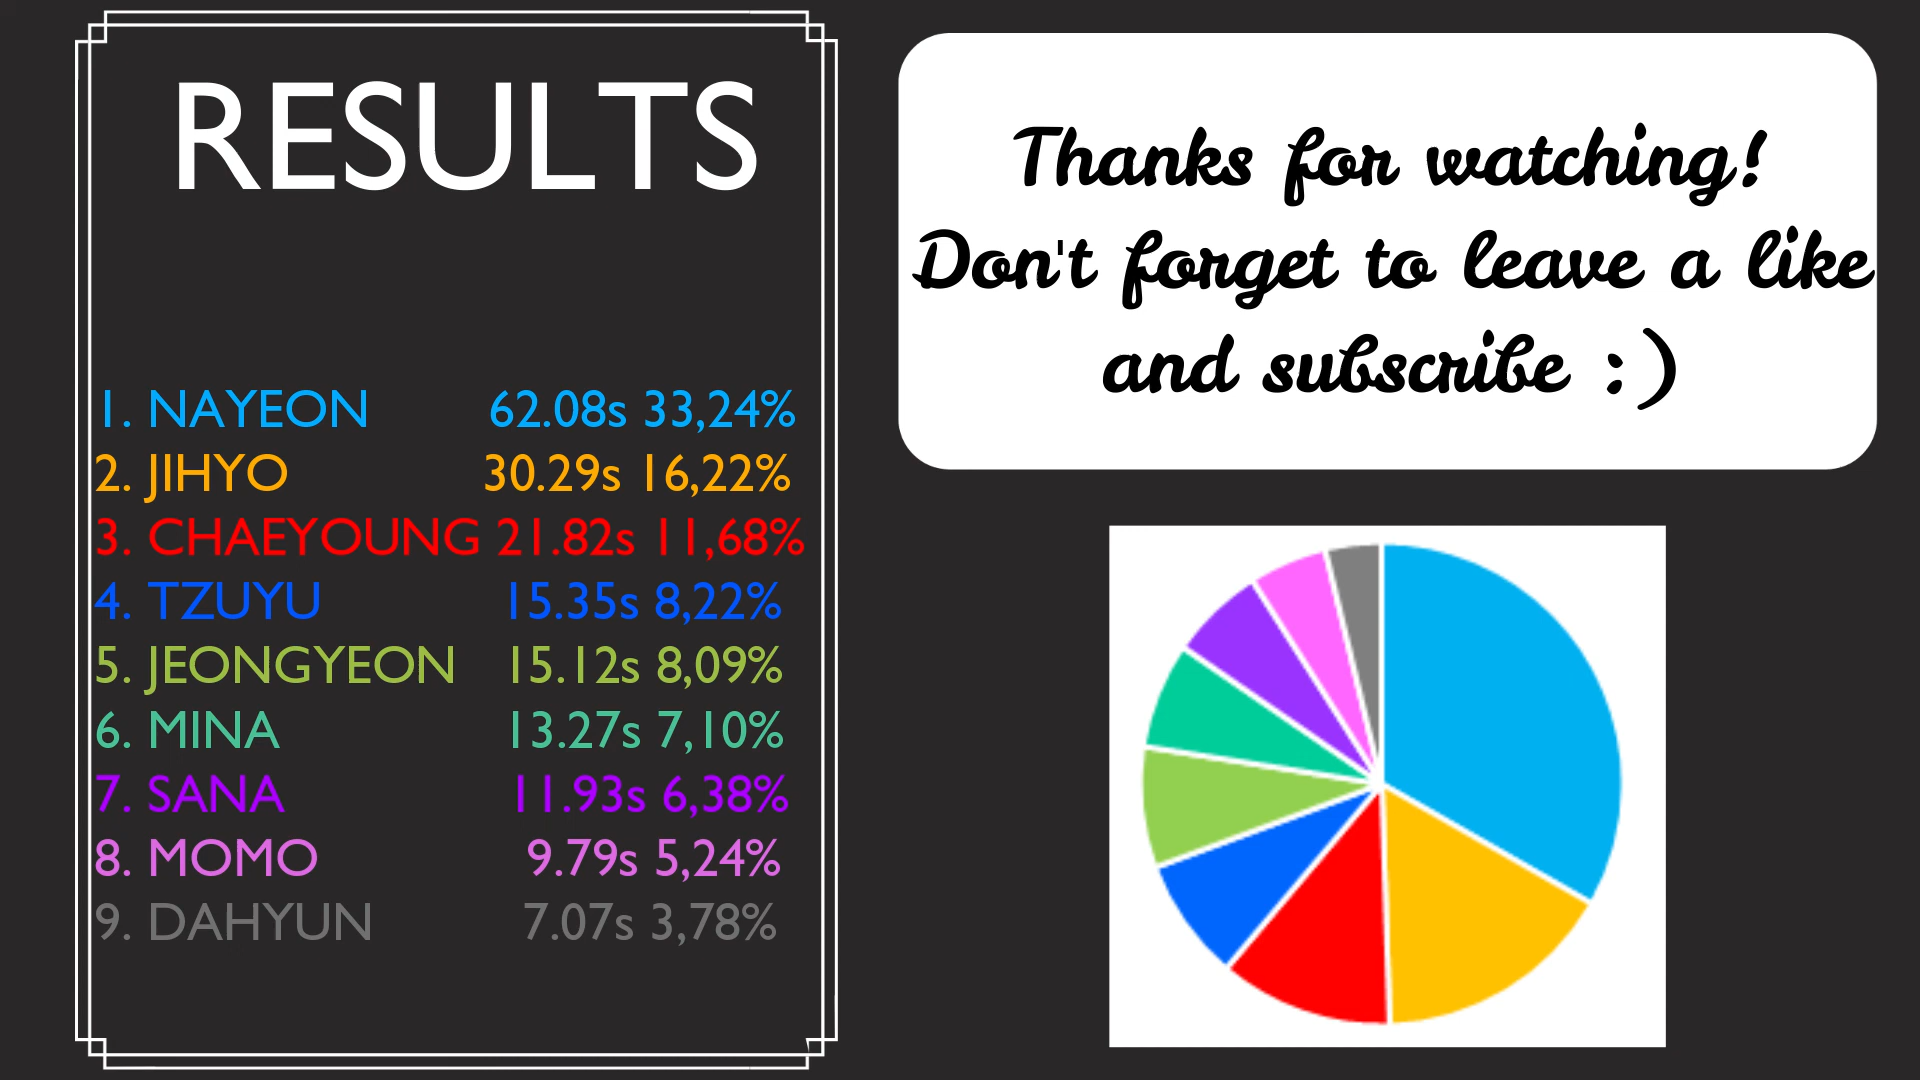 RESULTS
1. NAYEON 62.08s 33,24%
2. JIHYO 30.29s 16,22%
3. CHAEYOUNG 21.82s 11,68%
4. TZUYU 15.35s 8,22%
5. JEONGYEON 15.12s 8,09%
6. MINA 13.27s 7,10%
7. SANA 11.93s 6,38%
8. MOMO 9.79s 5,24%
9. DAHYUN 7.07s 3,78%
Thanks for watching!
Don't forget to leave a like
and subscribe :)